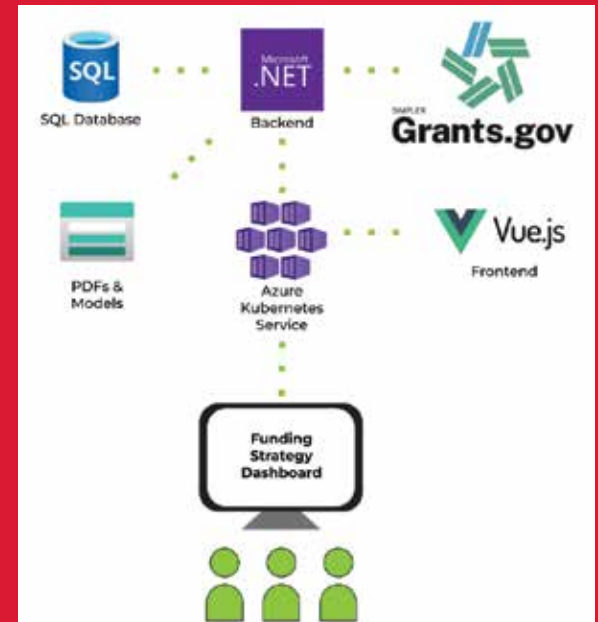 SQL
SQL Database
Microsoft
.NET
Backend
SIMPLER
Grants.gov
PDFs &
Models
Azure
Kubernetes
Service
Vue.js
Frontend
Funding
Strategy
Dashboard